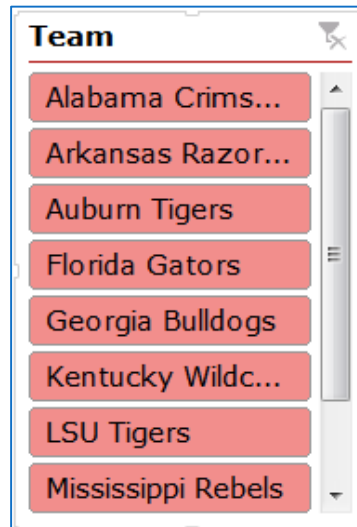 Team
Alabama Crims...
Arkansas Razor...
Auburn Tigers
Florida Gators
Georgia Bulldogs
Kentucky Wildc...
LSU Tigers
Mississippi Rebels